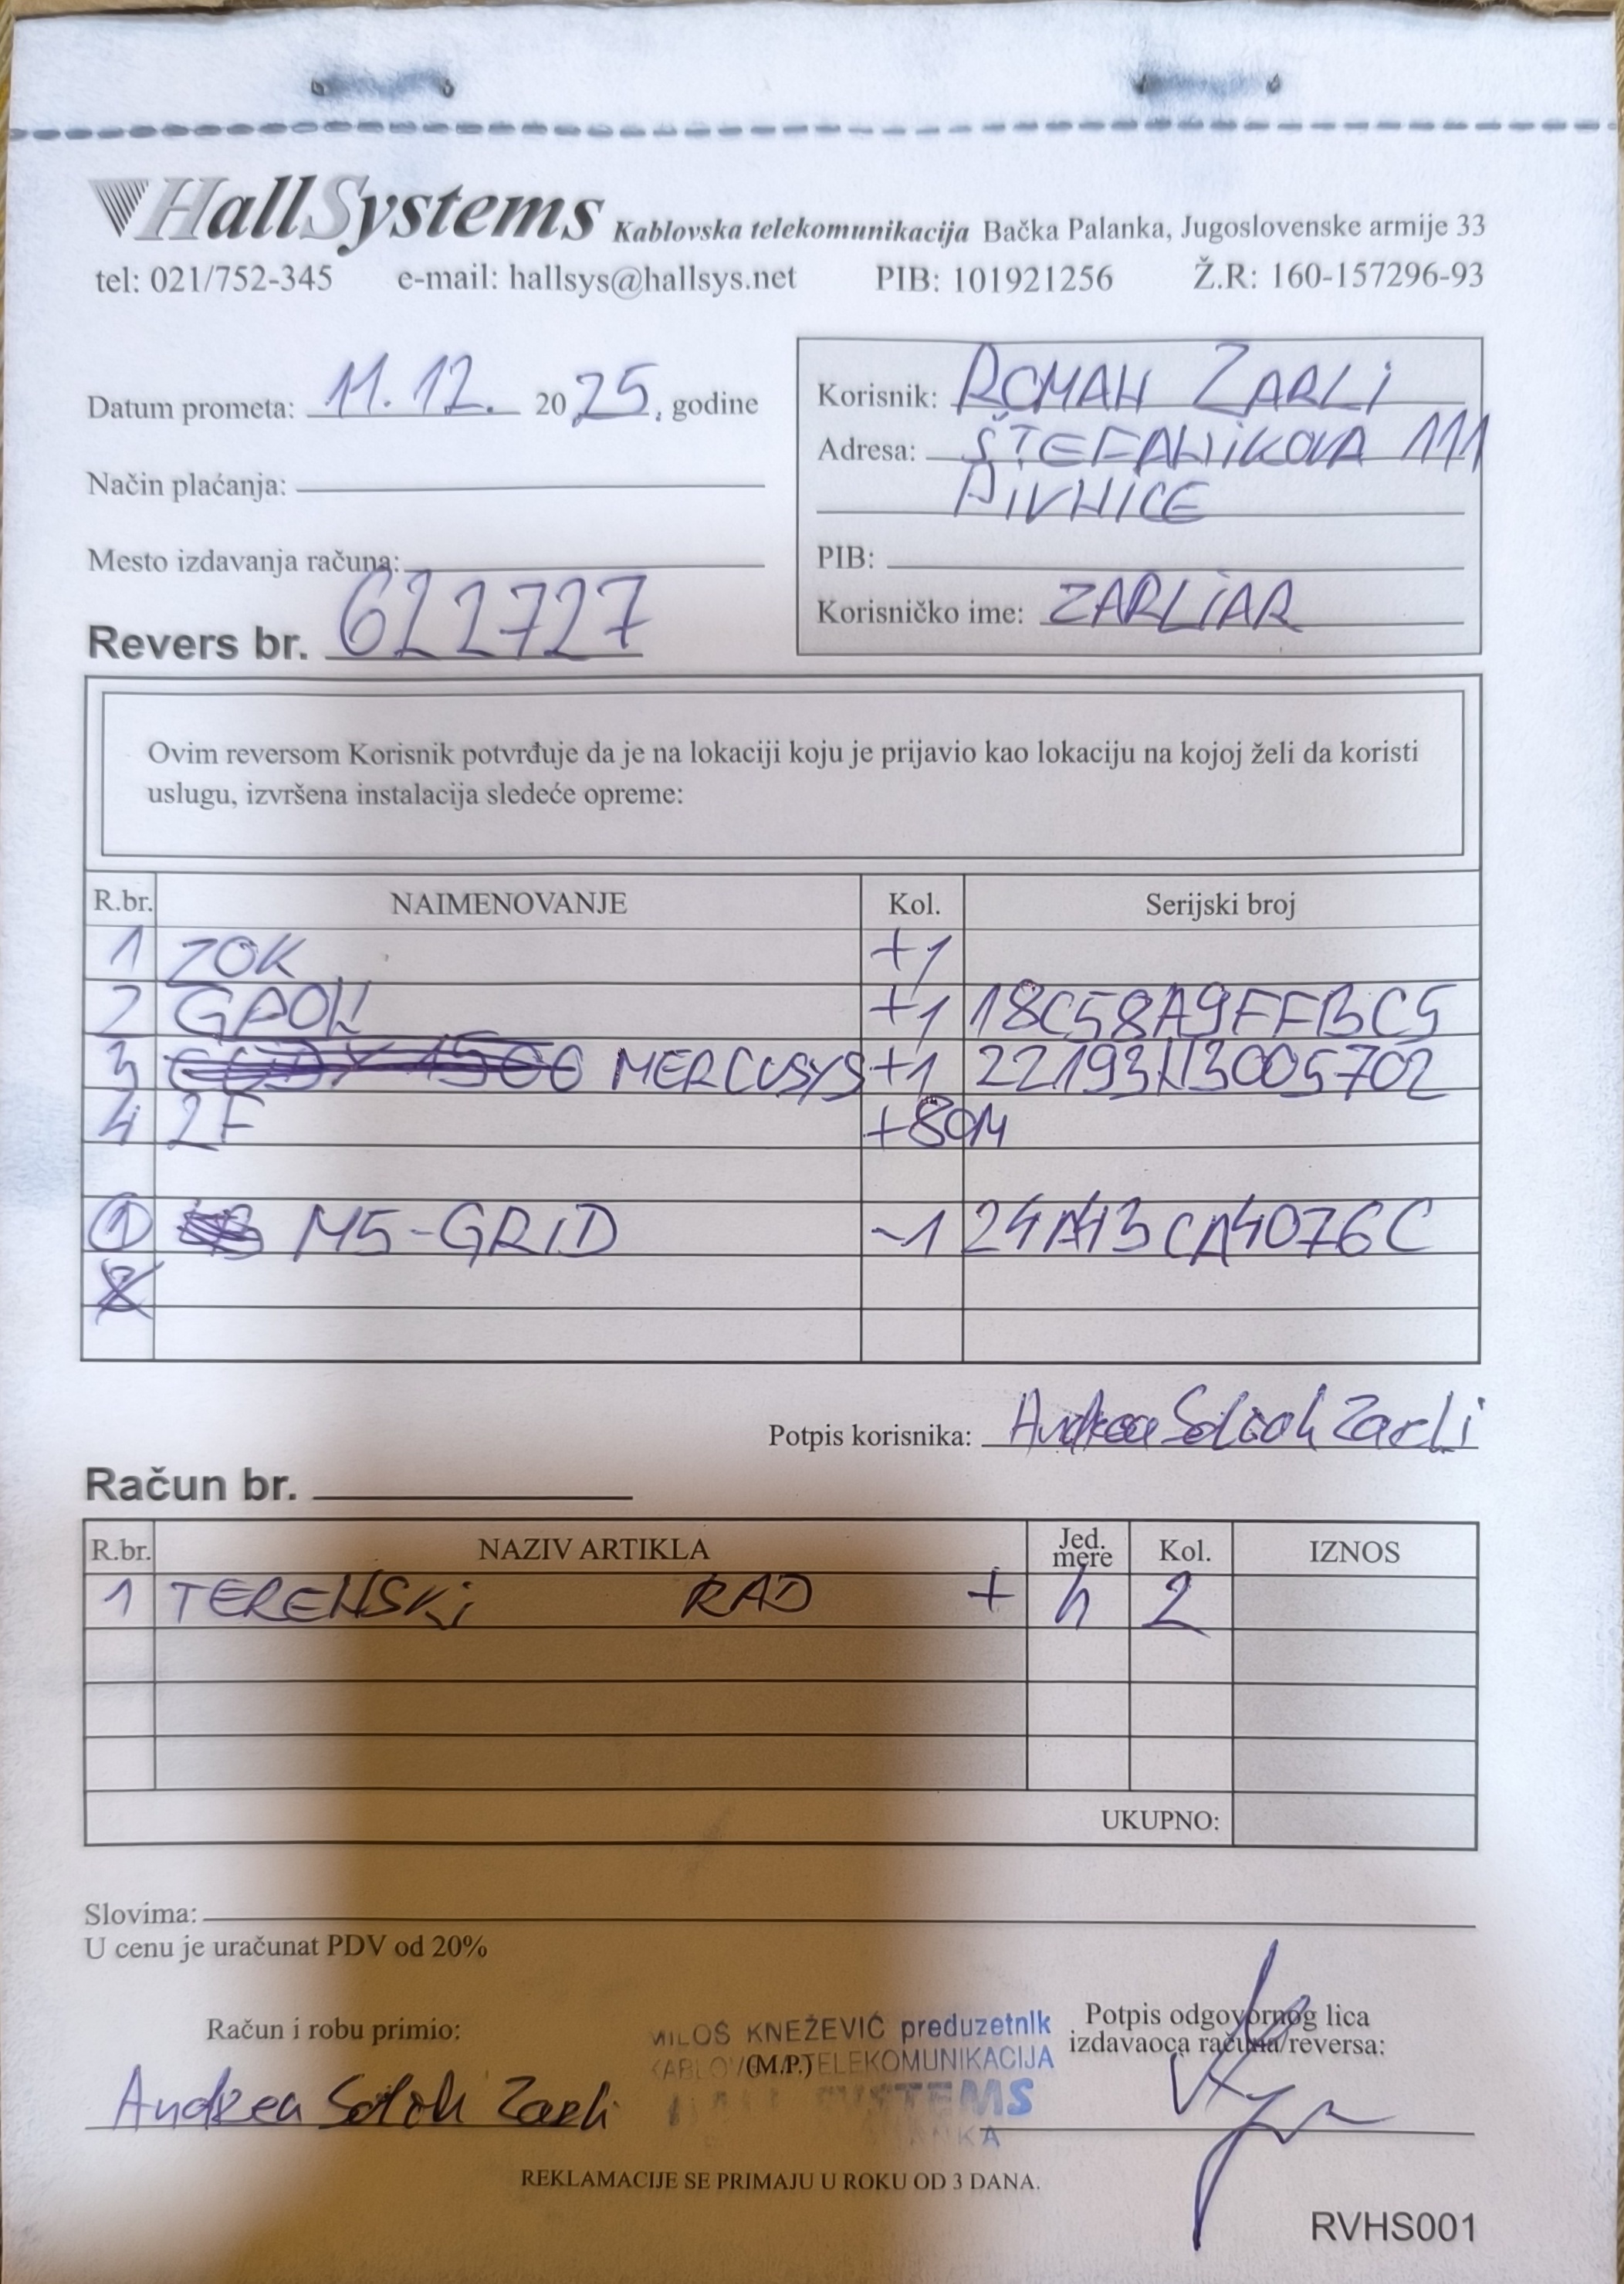 HallSystems Kablovska telekomunikacija Bačka Palanka, Jugoslovenske armije 33
tel: 021/752-345 e-mail: hallsys@hallsys.net PIB: 101921256 Ž.R: 160-157296-93
Datum prometa: 11.12. 2025. godine
Način plaćanja:
Mesto izdavanja računa:
Revers br. 622727
Korisnik: ROMAN ZARLI
Adresa: ŠTEFANIKOVA 111
PIVNICE
PIB:
Korisničko ime: ZARLIAR
Ovim reversom Korisnik potvrđuje da je na lokaciji koju je prijavio kao lokaciju na kojoj želi da koristi
uslugu, izvršena instalacija sledeće opreme:
R.br. NAIMENOVANJE Kol. Serijski broj
1 ZOK +1
2 GPON +1 18C58A9FFBC5
3 MERCUSYS +1 22193N3005702
4 2F +80M
1 M5-GRID -1 24A43CA4076C
Potpis korisnika: Andrea Zarli
Račun br.
R.br. NAZIV ARTIKLA Jed. mere Kol. IZNOS
1 TERENSKI RAD + h 2
UKUPNO:
Slovima:
U cenu je uračunat PDV od 20%
Račun i robu primio:
Andrea Zarli
MILOŠ KNEŽEVIĆ preduzetnik
(M.P.) TELEKOMUNIKACIJA
SYSTEMS
Potpis odgovornog lica
izdavaoca računa/reversa:
REKLAMACIJE SE PRIMAJU U ROKU OD 3 DANA.
RVHS001